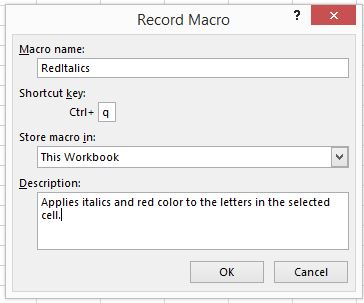 Record Macro
?
Macro name:
RedItalics
Shortcut key:
Ctrl+ q
Store macro in:
This Workbook
Description:
Applies italics and red color to the letters in the selected
cell.
OK Cancel